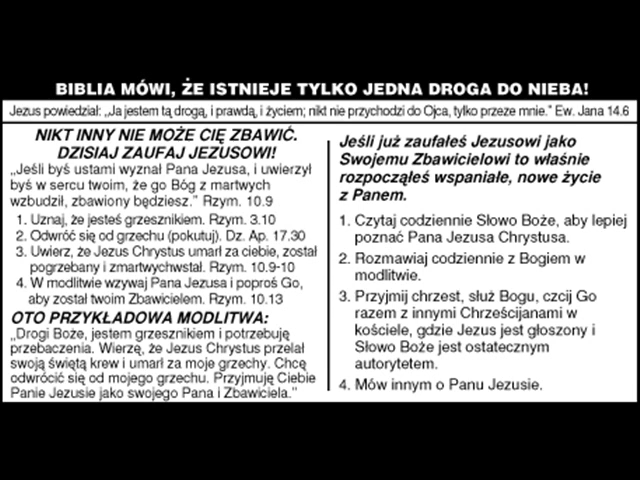 BIBLIA MÓWI, ŻE ISTNIEJE TYLKO JEDNA DROGA DO NIEBA!
Jezus powiedział: „Ja jestem tą drogą, i prawdą, i życiem; nikt nie przychodzi do Ojca, tylko przeze mnie.” Ew. Jana 14.6
NIKT INNY NIE MOŻE CIĘ ZBAWIĆ.
DZISIAJ ZAUFAJ JEZUSOWI!
„Jeśli byś ustami wyznał Pana Jezusa, i uwierzył
byś w sercu twoim, że go Bóg z martwych
wzbudził, zbawiony będziesz.” Rzym. 10.9
1. Uznaj, że jesteś grzesznikiem. Rzym. 3.10
2. Odwróć się od grzechu (pokutuj). Dz. Ap. 17.30
3. Uwierz, że Jezus Chrystus umarł za ciebie, został
pogrzebany i zmartwychwstał. Rzym. 10.9-10
4. W modlitwie wzywaj Pana Jezusa i poproś Go,
aby został twoim Zbawicielem. Rzym. 10.13
OTO PRZYKŁADOWA MODLITWA:
„Drogi Boże, jestem grzesznikiem i potrzebuję
przebaczenia. Wierzę, że Jezus Chrystus przelał
swoją świętą krew i umarł za moje grzechy. Chcę
odwrócić się od mojego grzechu. Przyjmuję Ciebie
Panie Jezusie jako swojego Pana i Zbawiciela.”
Jeśli już zaufałeś Jezusowi jako
Swojemu Zbawicielowi to właśnie
rozpocząłeś wspaniałe, nowe życie
z Panem.
1. Czytaj codziennie Słowo Boże, aby lepiej
poznać Pana Jezusa Chrystusa.
2. Rozmawiaj codziennie z Bogiem w
modlitwie.
3. Przyjmij chrzest, służ Bogu, czcij Go
razem z innymi Chrześcijanami w
kościele, gdzie Jezus jest głoszony i
Słowo Boże jest ostatecznym
autorytetem.
4. Mów innym o Panu Jezusie.